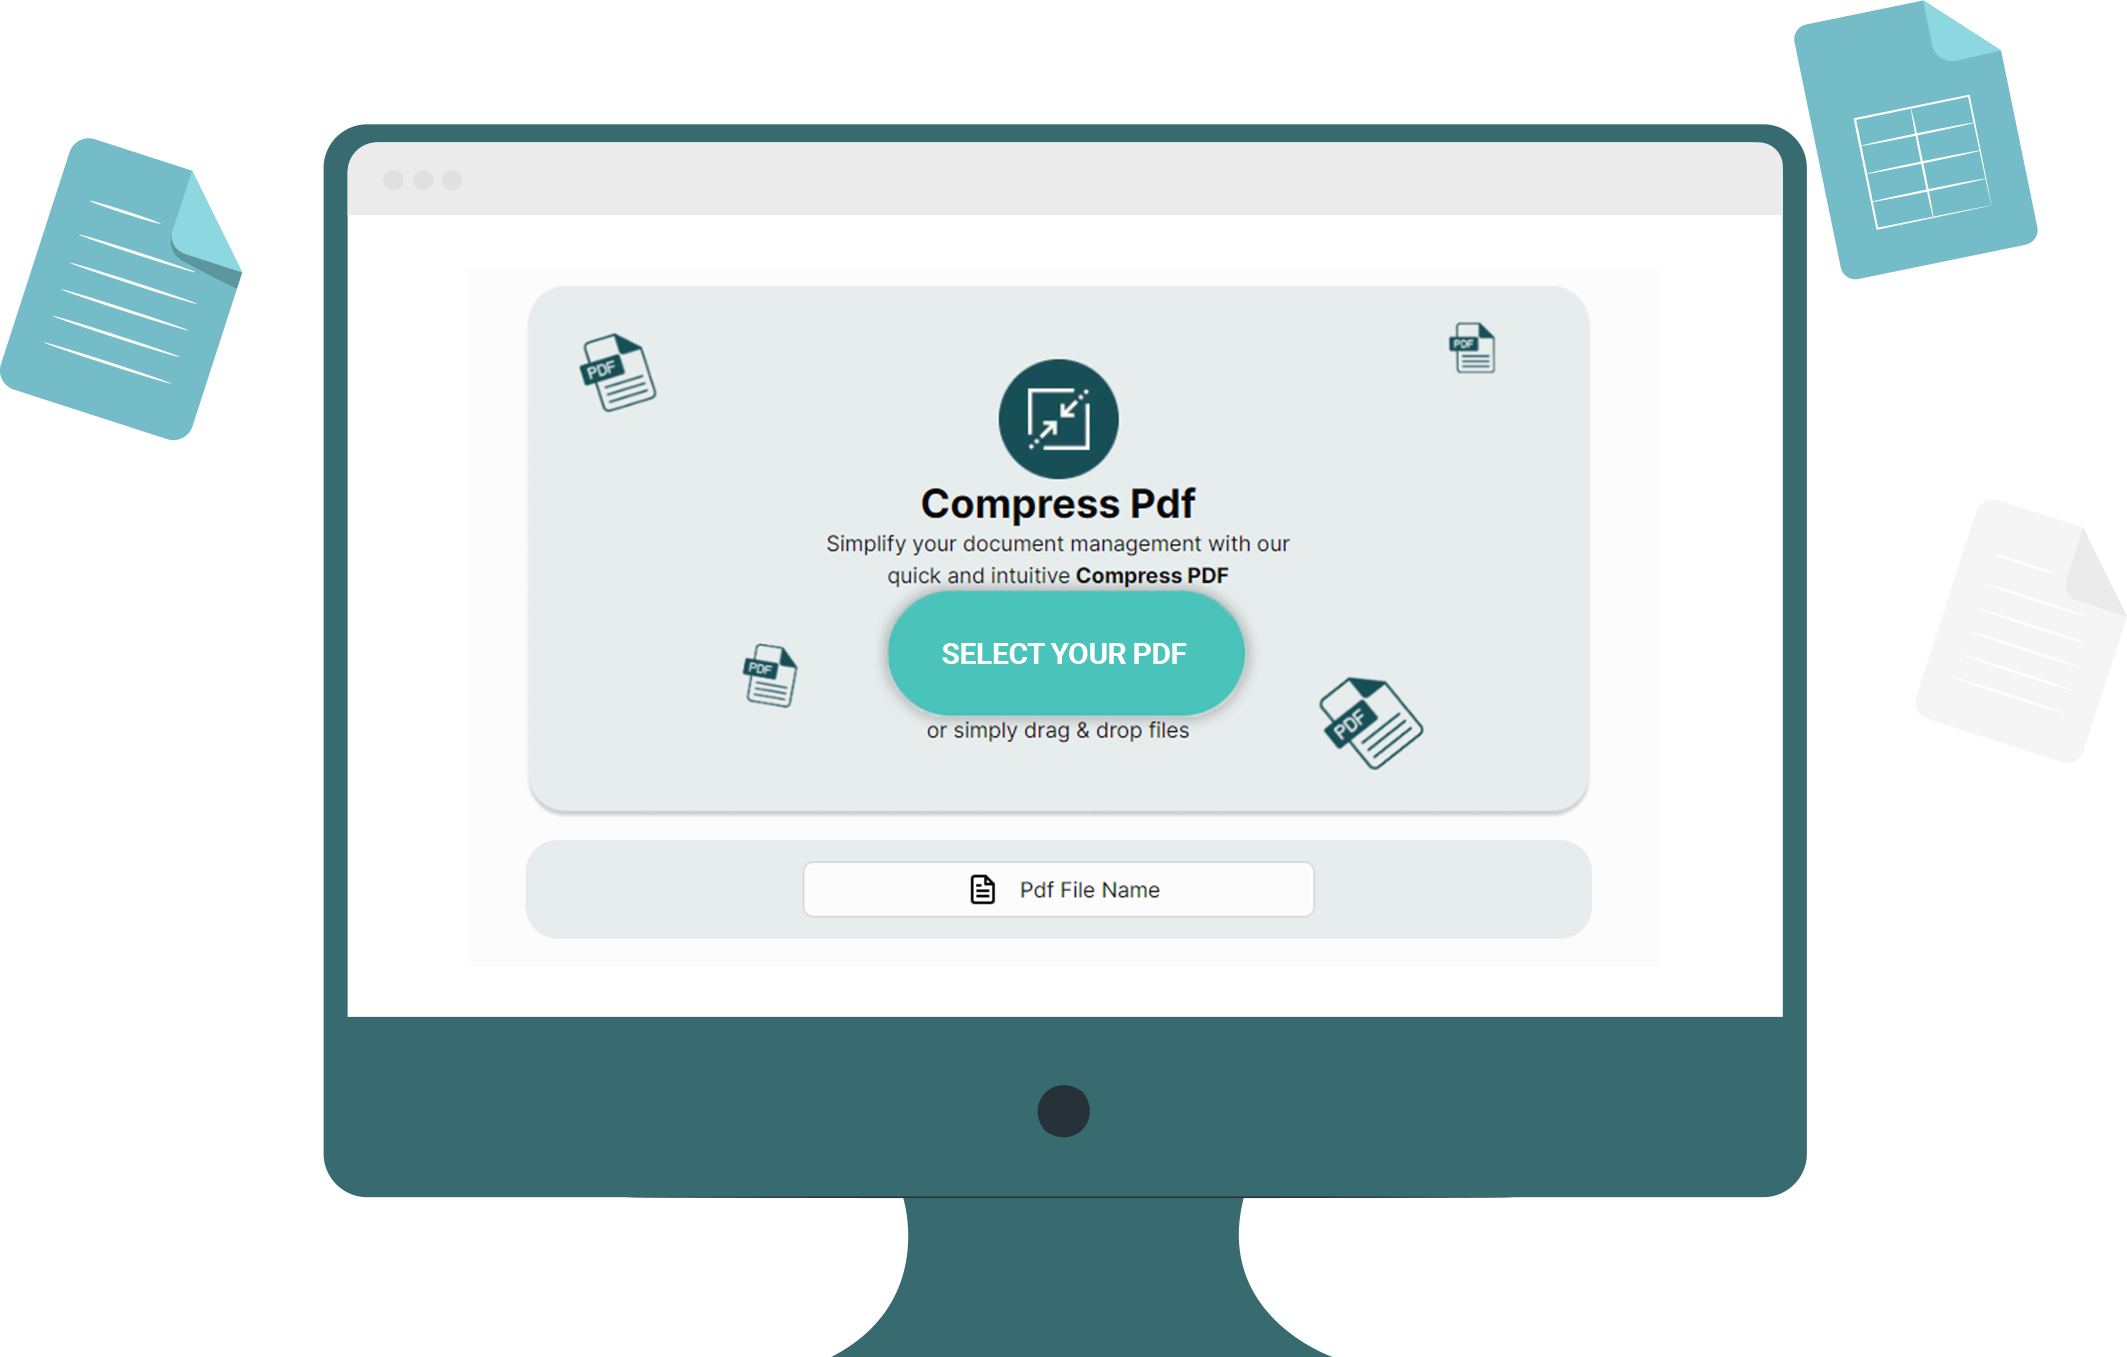 PDF
PDF
Compress Pdf
Simplify your document management with our
quick and intuitive Compress PDF
SELECT YOUR PDF
PDF
PDF
or simply drag & drop files
Pdf File Name